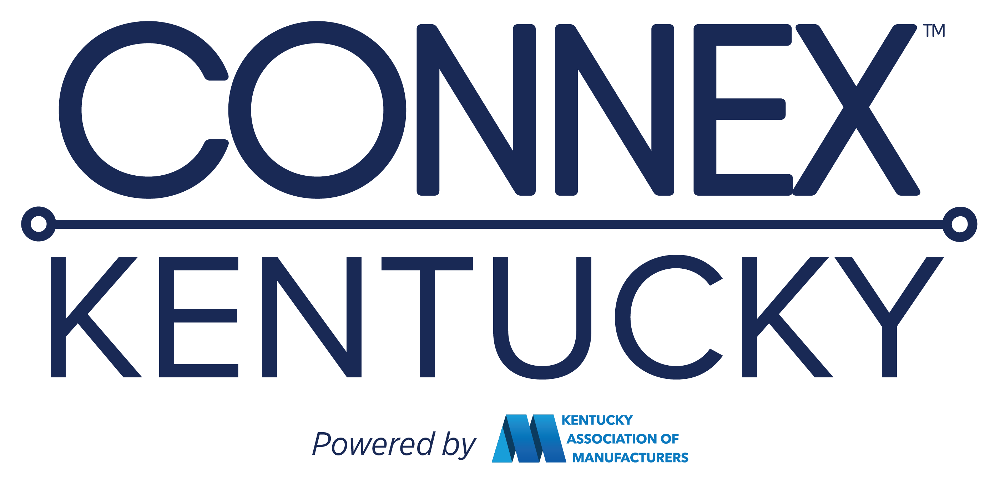 CONNEX™
KENTUCKY
Powered by
KENTUCKY
ASSOCIATION OF
MANUFACTURERS